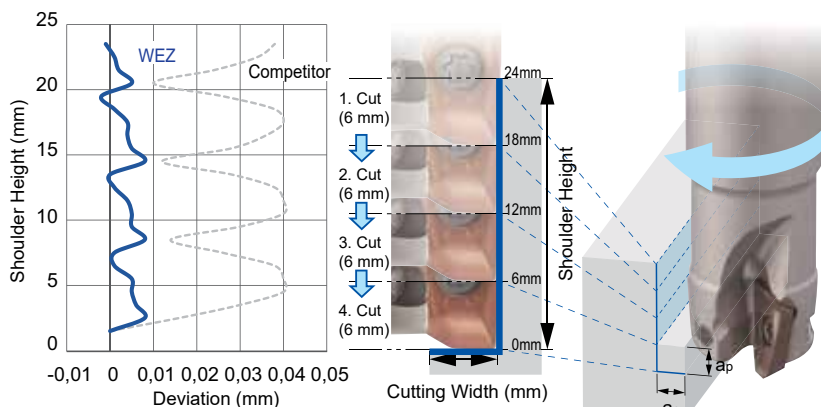 25
20
15
10
5
0
Shoulder Height (mm)
WEZ
Competitor
-0,01 0 0,01 0,02 0,03 0,04 0,05
Deviation (mm)
1. Cut
(6 mm)
2. Cut
(6 mm)
3. Cut
(6 mm)
4. Cut
(6 mm)
24mm
18mm
12mm
6mm
0mm
Shoulder Height
Cutting Width (mm)
ap